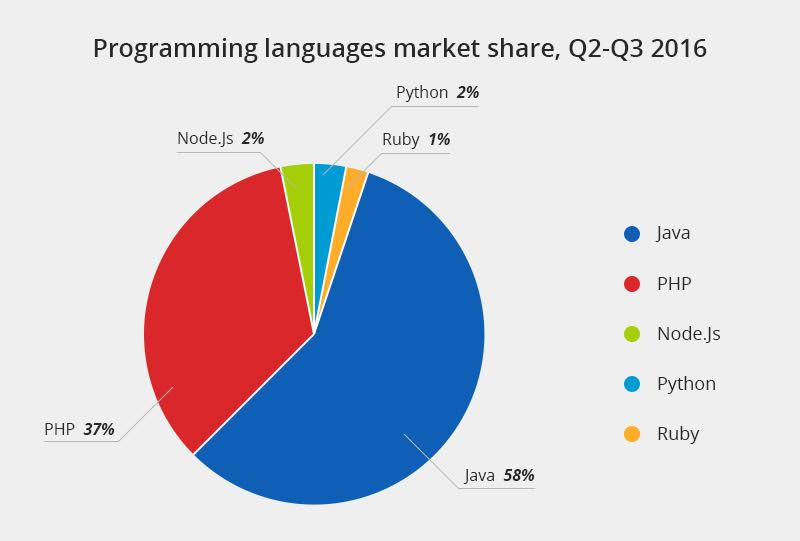 Programming languages market share, Q2-Q3 2016
Python 2%
Node.Js 2%
Ruby 1%
Java
PHP
Node.Js
Python
Ruby
PHP 37%
Java 58%